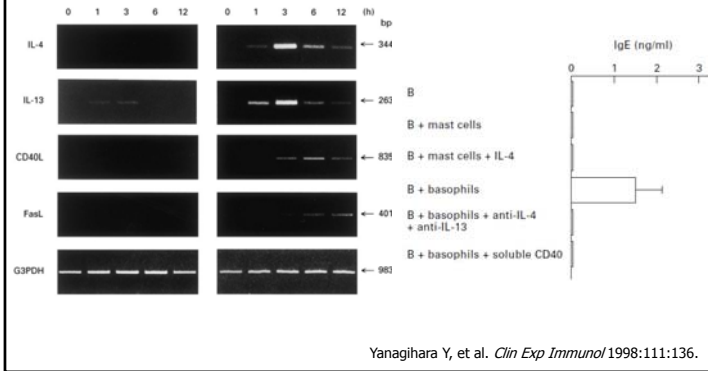 0 1 3 6 12 0 1 3 6 12 (h)
bp
IL-4 344
IL-13 263
CD40L 835
FasL 401
G3PDH 983
IgE (ng/ml)
0 1 2 3
B
B + mast cells
B + mast cells + IL-4
B + basophils
B + basophils + anti-IL-4
+ anti-IL-13
B + basophils + soluble CD40
Yanagihara Y, et al. Clin Exp Immunol 1998:111:136.